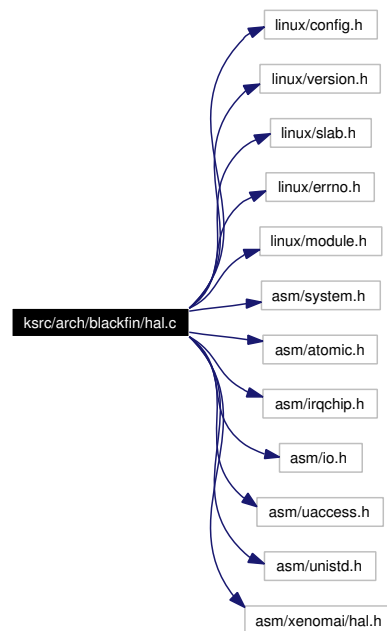 linux/config.h
linux/version.h
linux/slab.h
linux/errno.h
linux/module.h
asm/system.h
ksrc/arch/blackfin/hal.c
asm/atomic.h
asm/irqchip.h
asm/io.h
asm/uaccess.h
asm/unistd.h
asm/xenomai/hal.h